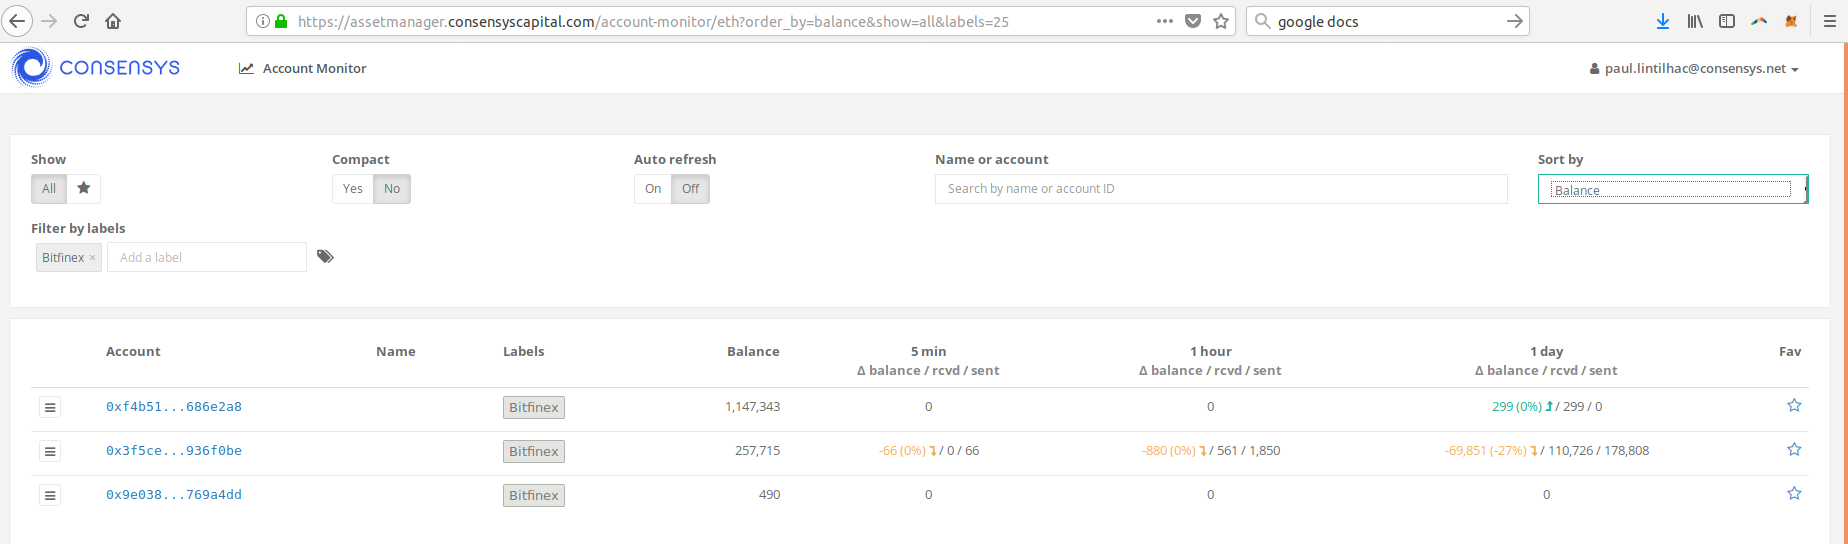 https://assetmanager.consensyscapital.com/account-monitor/eth?order_by=balance&show=all&labels=25
google docs
CONSENSYS
Account Monitor
paul.lintilhac@consensys.net
Show Compact Auto refresh Name or account Sort by
All Yes No On Off Search by name or account ID Balance
Filter by labels
Bitfinex × Add a label
Account Name Labels Balance 5 min 1 hour 1 day Fav
Δ balance / rcvd / sent Δ balance / rcvd / sent Δ balance / rcvd / sent
0xf4b51...686e2a8 Bitfinex 1,147,343 0 0 299 (0%) / 299 / 0
0x3f5ce...936f0be Bitfinex 257,715 -66 (0%) / 0 / 66 -880 (0%) / 561 / 1,850 -69,851 (-27%) / 110,726 / 178,808
0x9e038...769a4dd Bitfinex 490 0 0 0